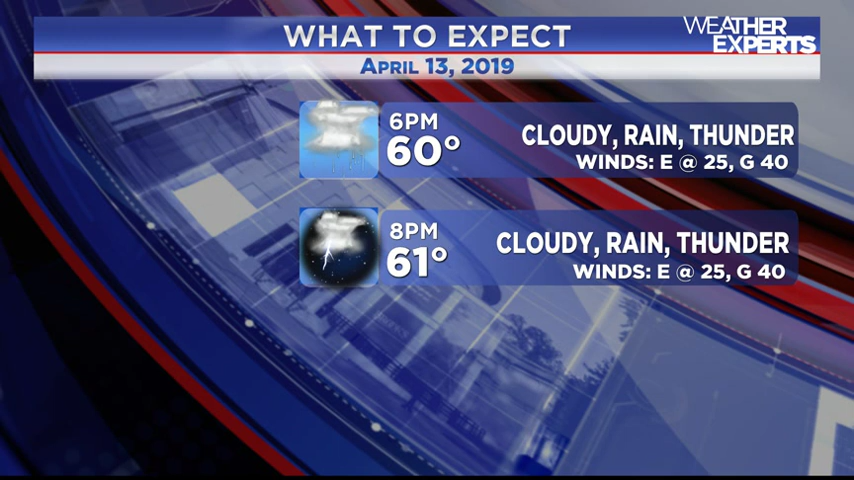 WHAT TO EXPECT
WEATHER
EXPERTS
APRIL 13, 2019
6PM
60°
CLOUDY, RAIN, THUNDER
WINDS: E @ 25, G 40
8PM
61°
CLOUDY, RAIN, THUNDER
WINDS: E @ 25, G 40